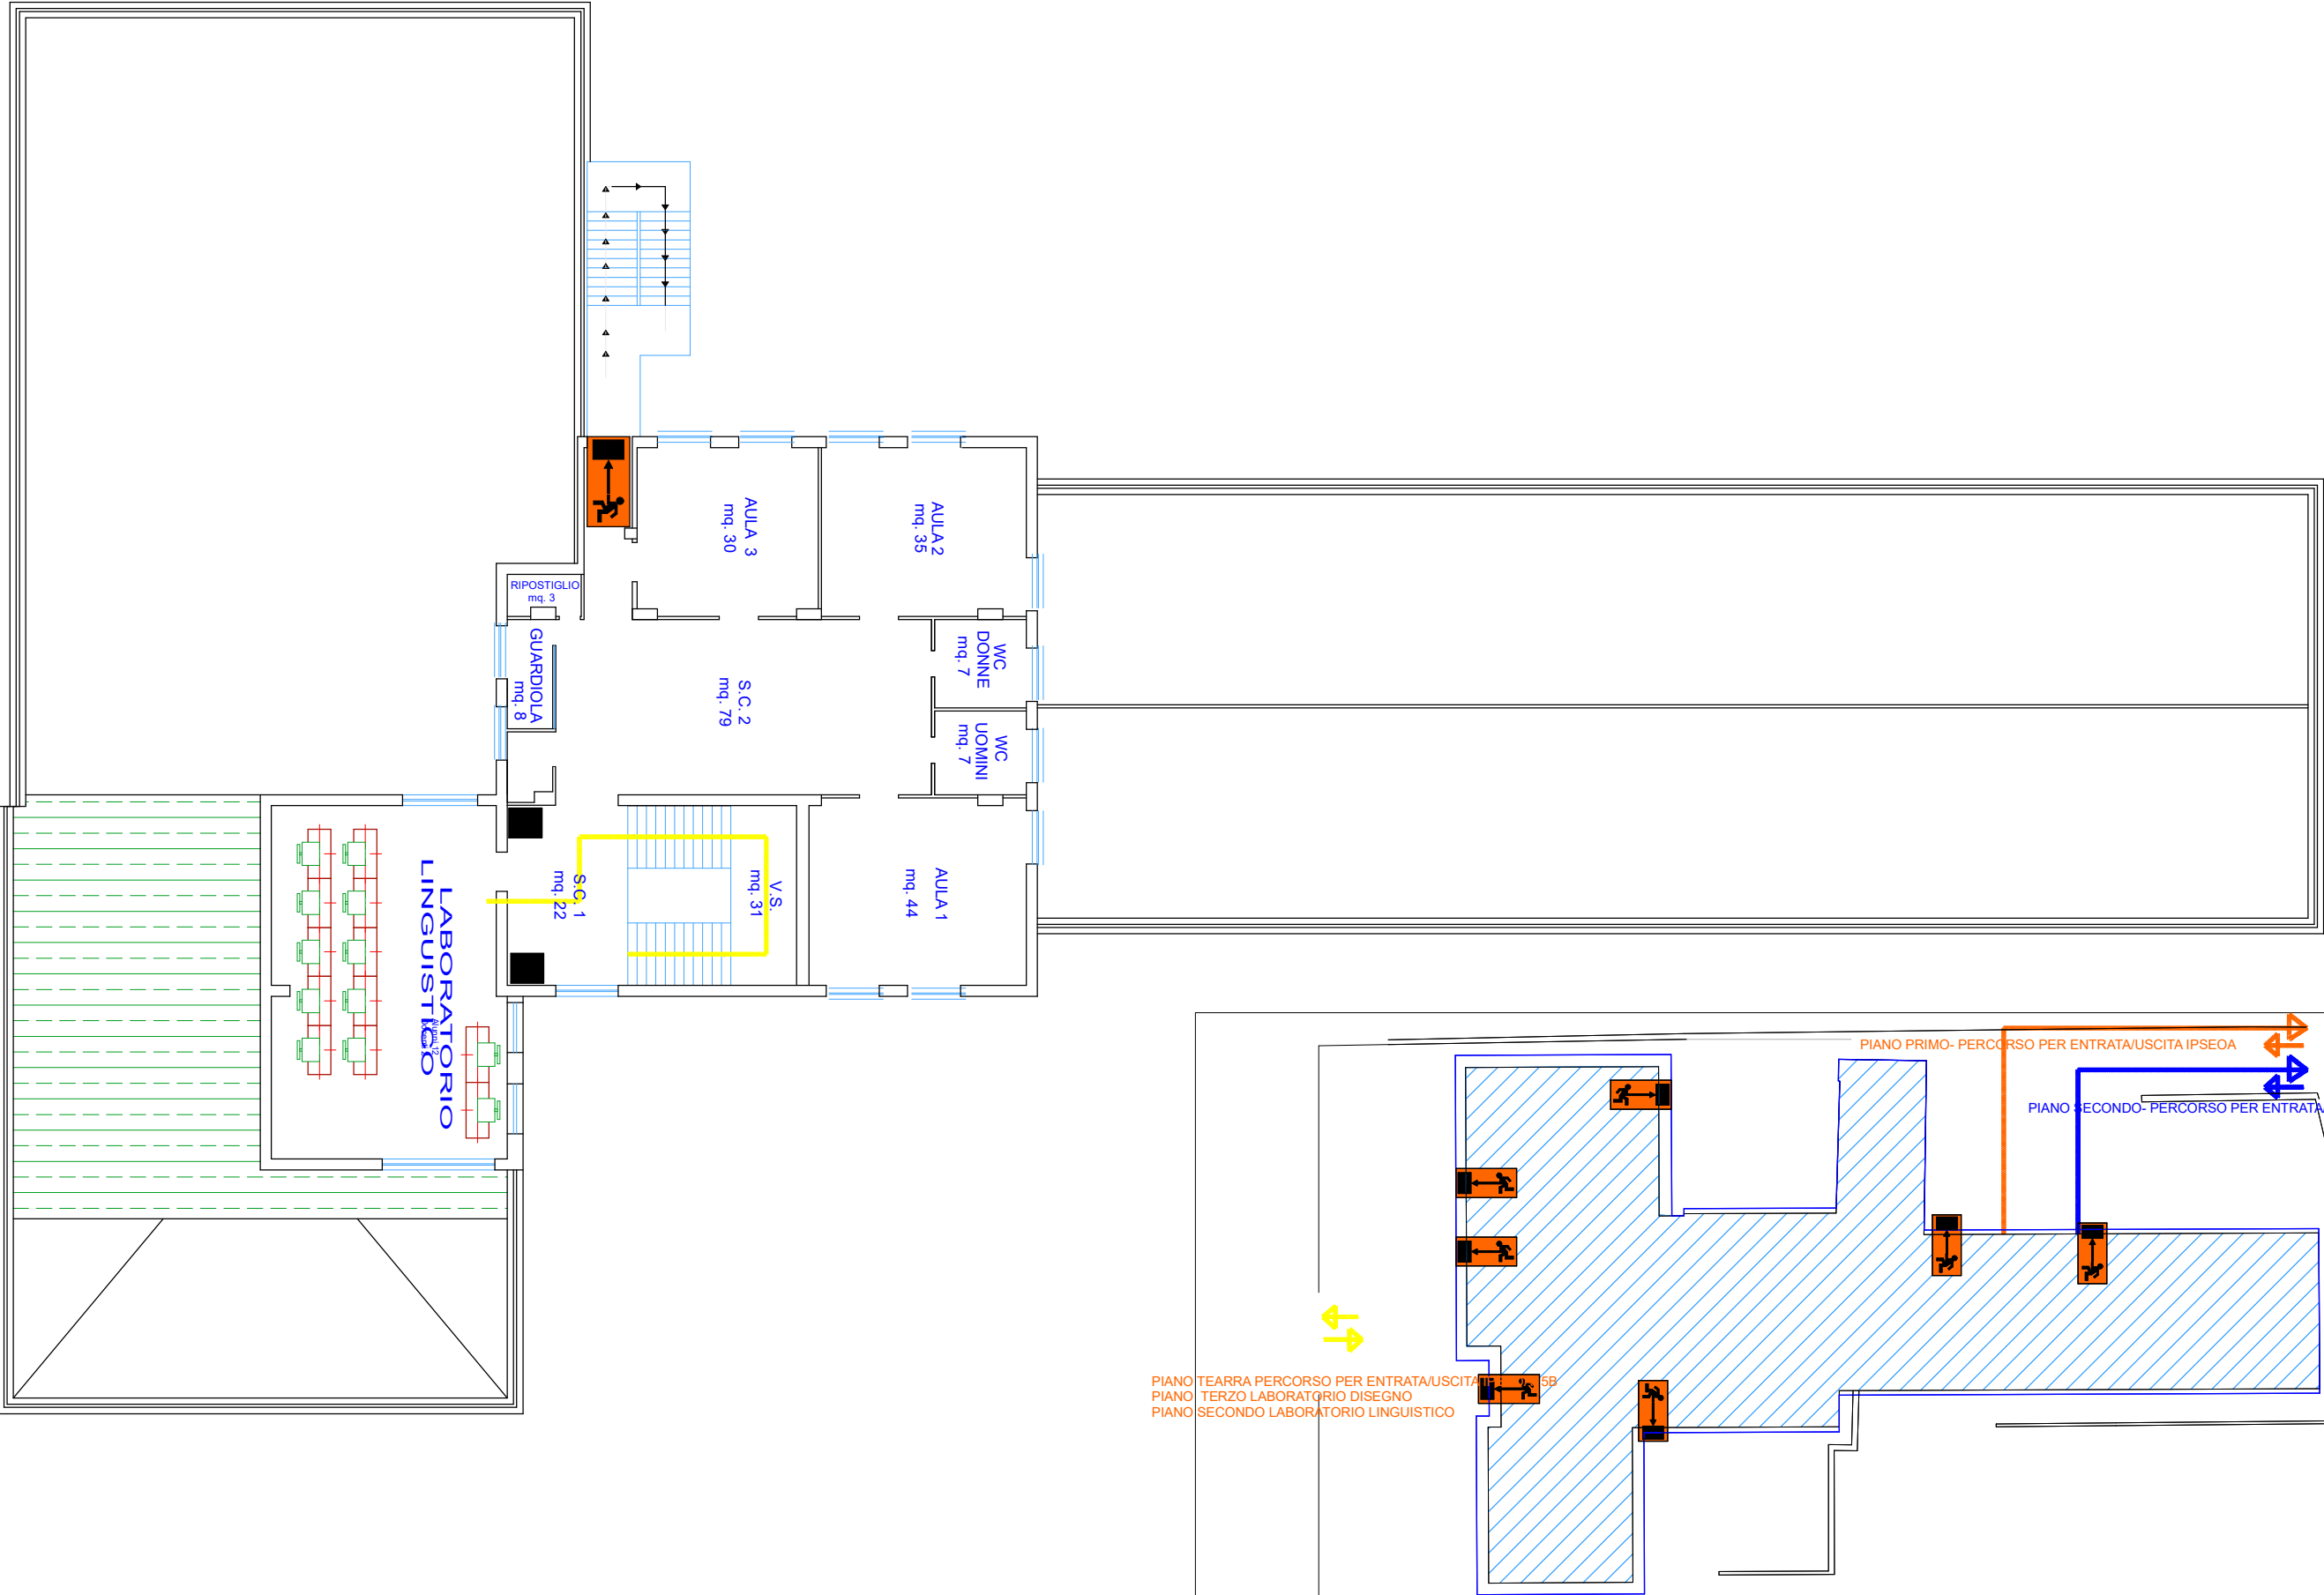 AULA 3
mq. 30
AULA 2
mq. 35
RIPOSTIGLIO
mq. 3
GUARDIOLA
mq. 8
S.C. 2
mq. 79
WC
DONNE
mq. 7
WC
UOMINI
mq. 7
S.C. 1
mq. 22
V.S.
mq. 31
AULA 1
mq. 44
LABORATORIO
LINGUISTICO
Alunni 12
PIANO PRIMO- PERCORSO PER ENTRATA/USCITA IPSEOA
PIANO SECONDO- PERCORSO PER ENTRATA/
PIANO TEARRA PERCORSO PER ENTRATA/USCITA 5B
PIANO TERZO LABORATORIO DISEGNO
PIANO SECONDO LABORATORIO LINGUISTICO